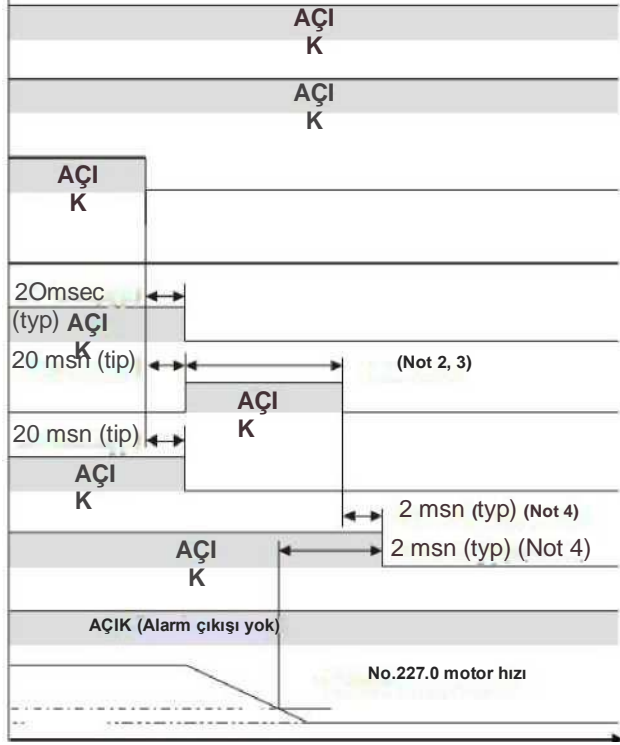 AÇI
K
AÇI
K
AÇI
K
2Omsec
(typ) AÇI
K
20 msn (tip)
(Not 2, 3)
AÇI
K
20 msn (tip)
AÇI
K
2 msn (typ) (Not 4)
AÇI
K
2 msn (typ) (Not 4)
AÇIK (Alarm çıkışı yok)
No.227.0 motor hızı